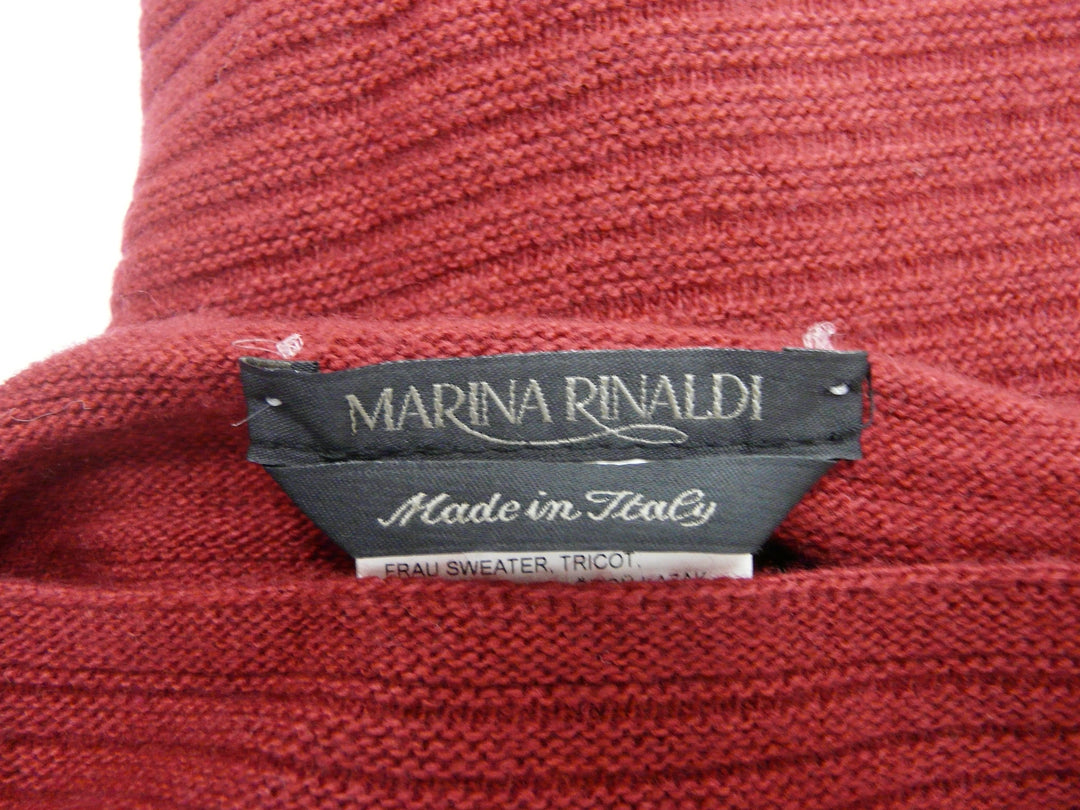 MARINA RINALDI
Made in Italy
FRAU SWEATER, TRICOT,